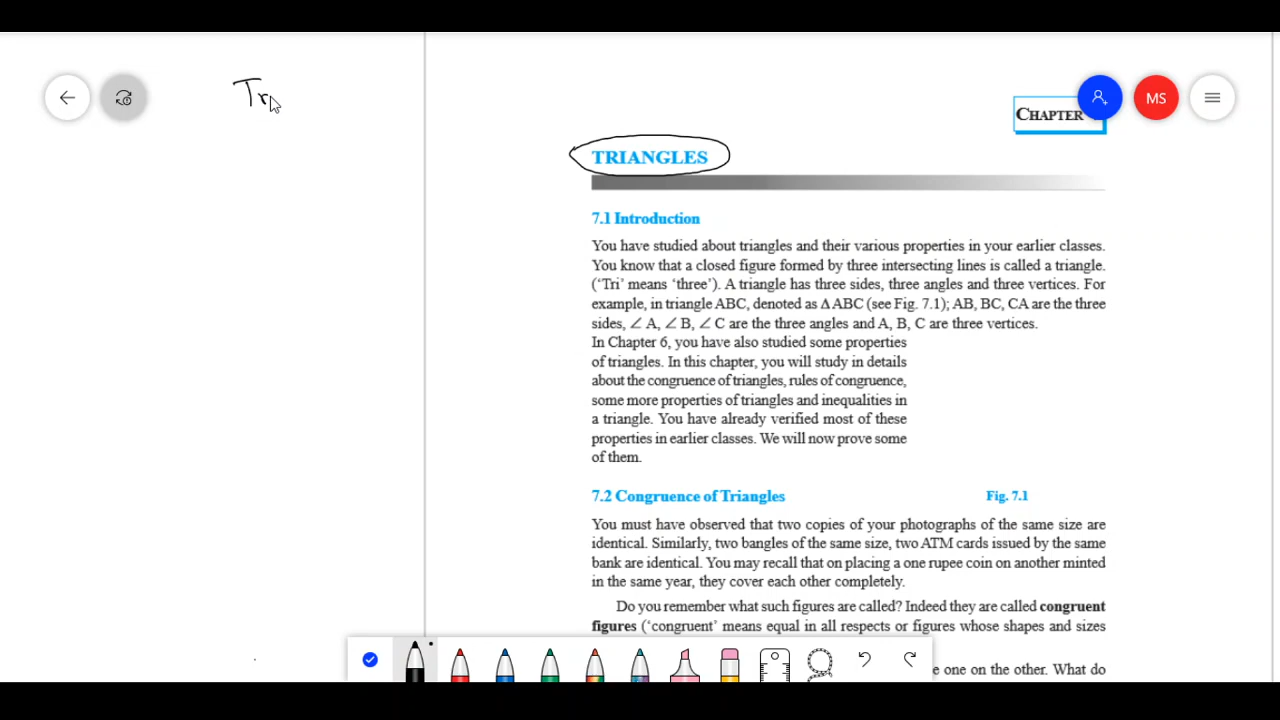 Tr
MS
CHAPTER
TRIANGLES
7.1 Introduction
You have studied about triangles and their various properties in your earlier classes.
You know that a closed figure formed by three intersecting lines is called a triangle.
(‘Tri’ means ‘three’). A triangle has three sides, three angles and three vertices. For
example, in triangle ABC, denoted as Δ ABC (see Fig. 7.1); AB, BC, CA are the three
sides, ∠ A, ∠ B, ∠ C are the three angles and A, B, C are three vertices.
In Chapter 6, you have also studied some properties
of triangles. In this chapter, you will study in details
about the congruence of triangles, rules of congruence,
some more properties of triangles and inequalities in
a triangle. You have already verified most of these
properties in earlier classes. We will now prove some
of them.
7.2 Congruence of Triangles
Fig. 7.1
You must have observed that two copies of your photographs of the same size are
identical. Similarly, two bangles of the same size, two ATM cards issued by the same
bank are identical. You may recall that on placing a one rupee coin on another minted
in the same year, they cover each other completely.
Do you remember what such figures are called? Indeed they are called congruent
figures (‘congruent’ means equal in all respects or figures whose shapes and sizes
e one on the other. What do